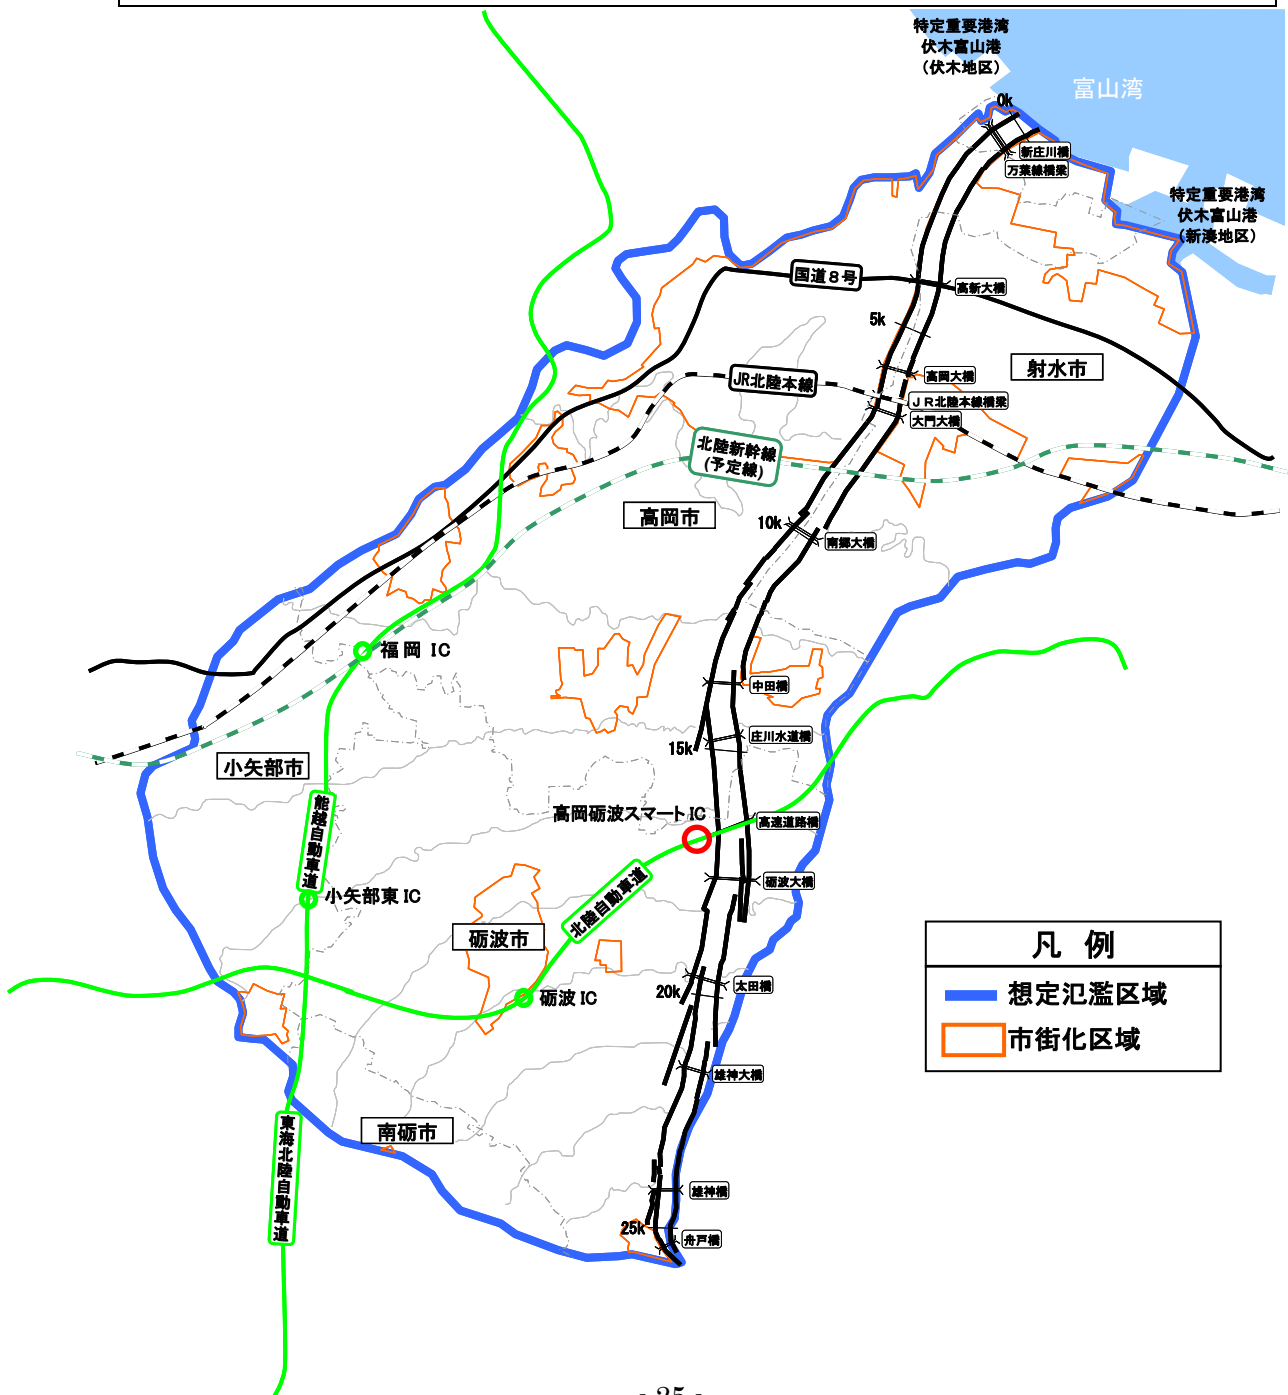 特定重要港湾
伏木富山港
（伏木地区）
富山湾
0k
新庄川橋
万葉線橋梁
特定重要港湾
伏木富山港
（新湊地区）
国道８号
高新大橋
5k
射水市
高岡大橋
JR北陸本線
ＪＲ北陸本線橋梁
大門大橋
北陸新幹線
(予定線)
高岡市
10k
南郷大橋
福岡 IC
中田橋
庄川水道橋
15k
小矢部市
能越自動車道
高岡砺波スマートIC
高速道路橋
砺波大橋
小矢部東 IC
北陸自動車道
砺波市
凡 例
想定氾濫区域
市街化区域
太田橋
20k
砺波 IC
雄神大橋
南砺市
東海北陸自動車道
雄神橋
25k
舟戸橋
- 25 -